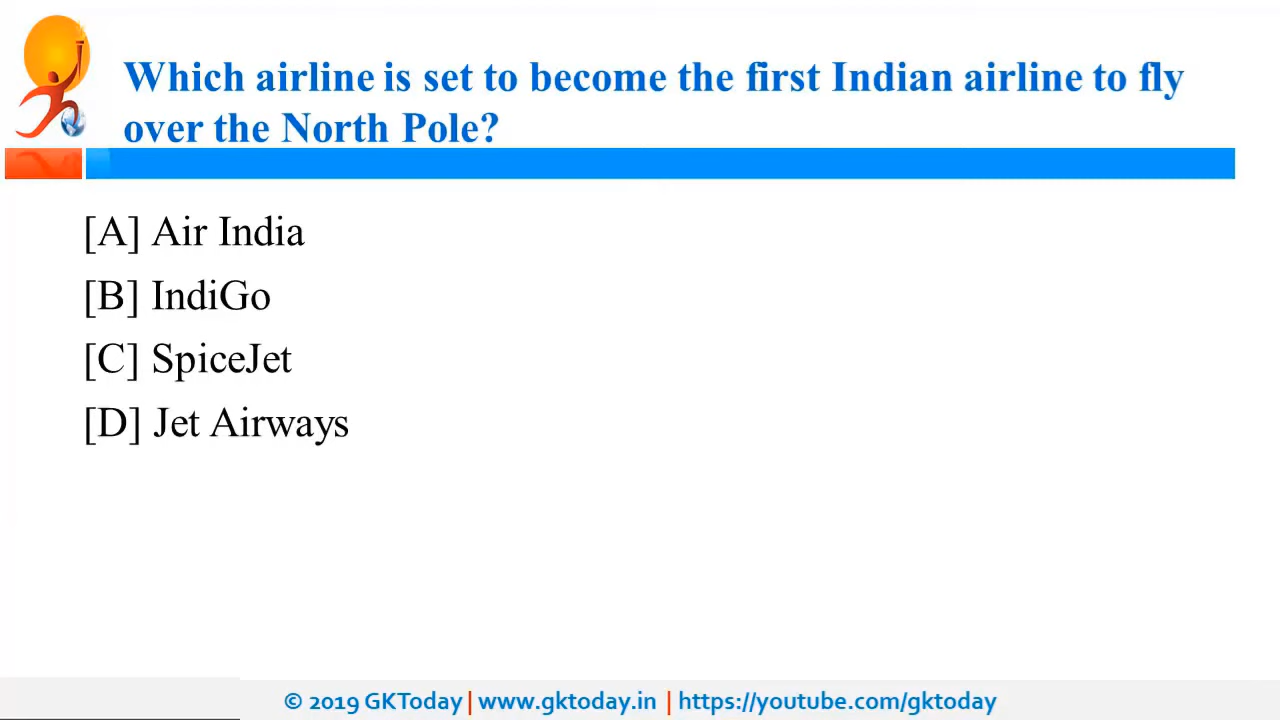 Which airline is set to become the first Indian airline to fly
over the North Pole?
[A] Air India
[B] IndiGo
[C] SpiceJet
[D] Jet Airways
© 2019 GKToday | www.gktoday.in | https://youtube.com/gktoday